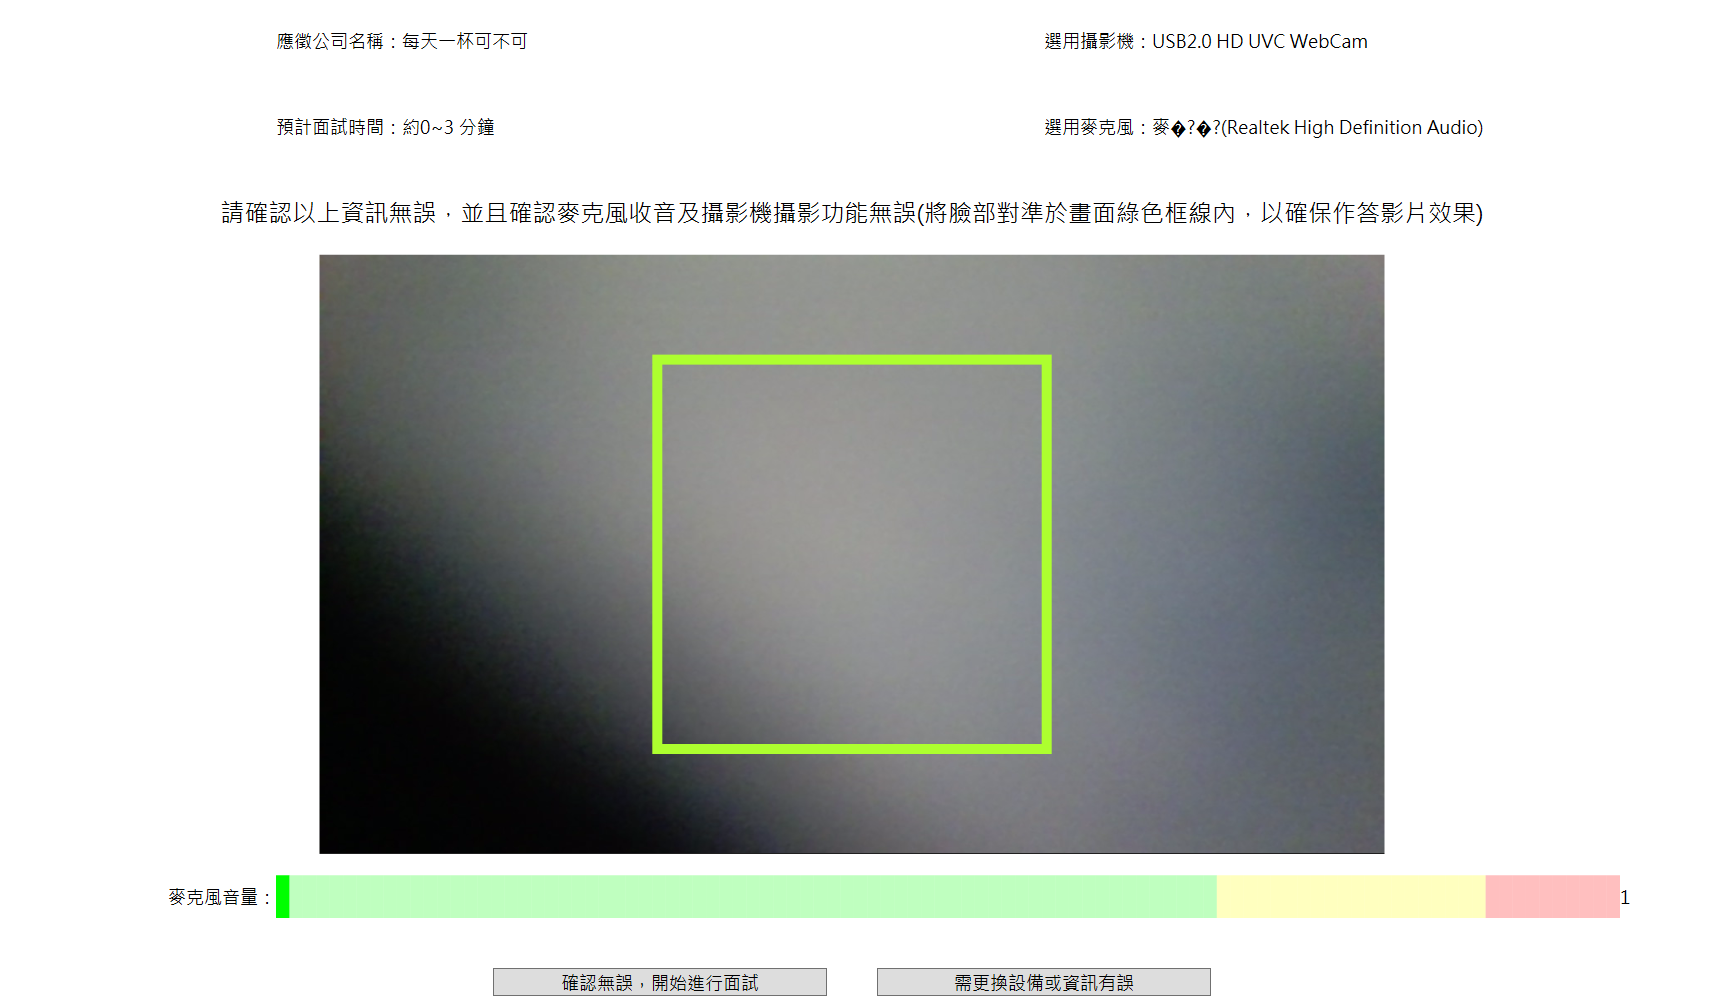 應徵公司名稱：每天一杯可不可
選用攝影機：USB2.0 HD UVC WebCam
預計面試時間：約0~3 分鐘
選用麥克風：麥�?�?(Realtek High Definition Audio)
請確認以上資訊無誤，並且確認麥克風收音及攝影機攝影功能無誤(將臉部對準於畫面綠色框線內，以確保作答影片效果)
麥克風音量：
1
確認無誤，開始進行面試
需更換設備或資訊有誤